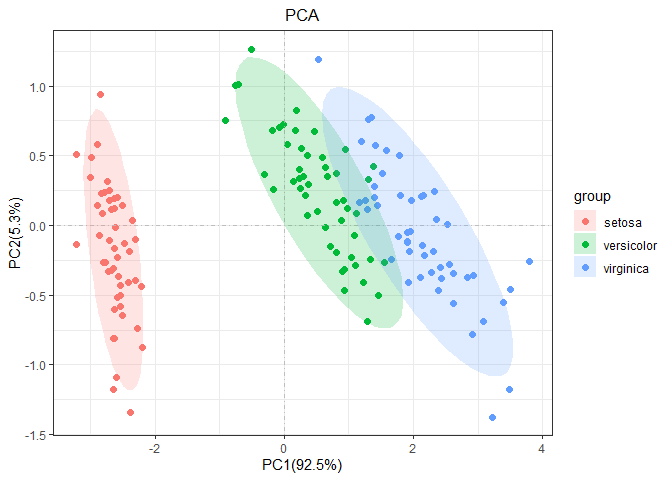 PCA
PC2(5.3%)
1.0
0.5
0.0
-0.5
-1.0
-1.5
-2
0
2
4
PC1(92.5%)
group
setosa
versicolor
virginica